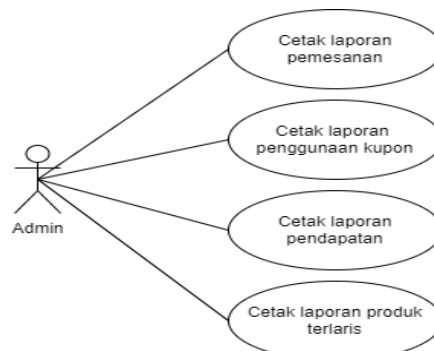 Cetak laporan
pemesanan
Cetak laporan
penggunaan kupon
Admin
Cetak laporan
pendapatan
Cetak laporan produk
terlaris